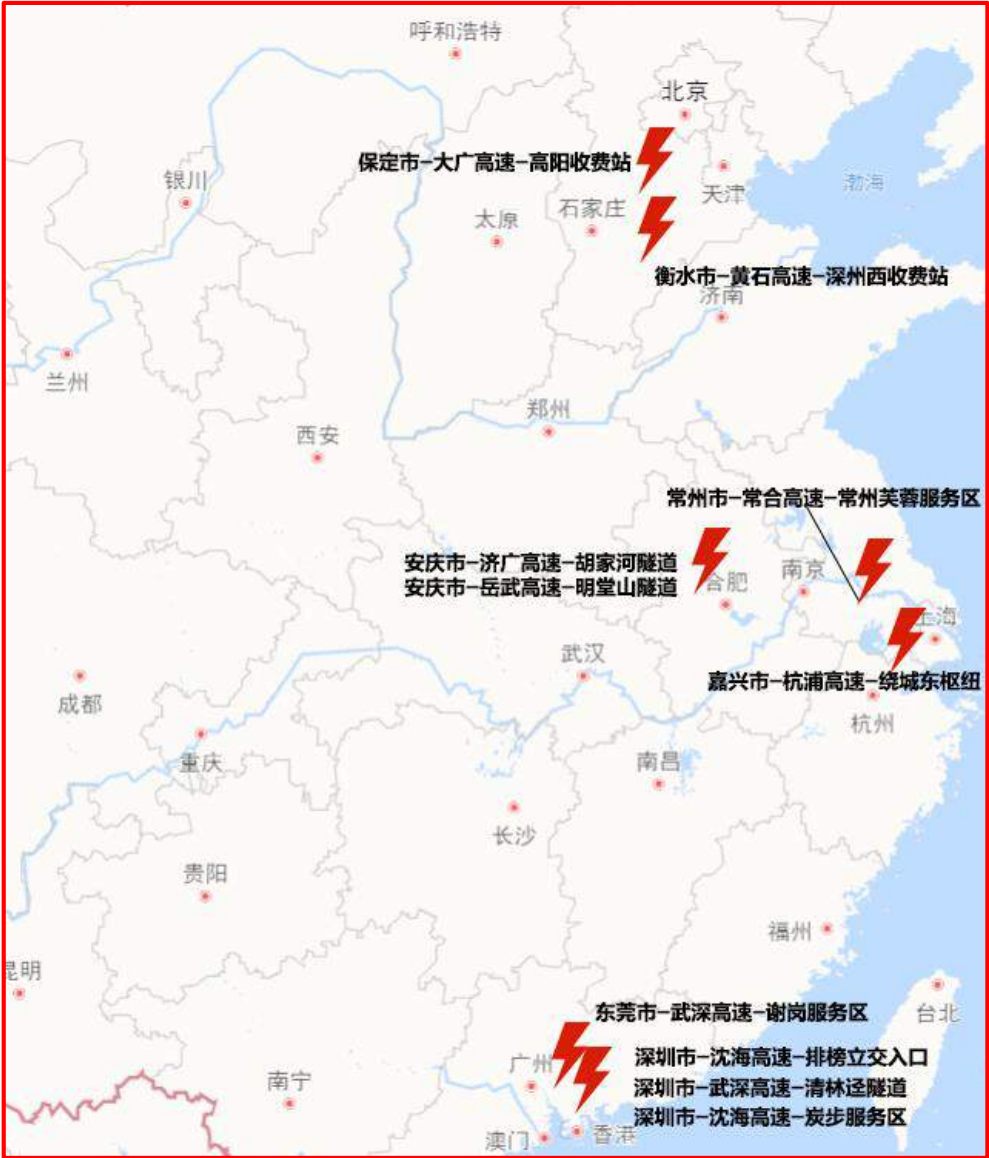 呼和浩特
北京
保定市-大广高速-高阳收费站
银川
天津
渤海
石家庄
太原
衡水市-黄石高速-深州西收费站
济南
兰州
郑州
西安
常州市-常合高速-常州芙蓉服务区
安庆市-济广高速-胡家河隧道
南京
合肥
安庆市-岳武高速-明堂山隧道
上海
武汉
嘉兴市-杭浦高速-绕城东枢纽
成都
杭州
重庆
南昌
长沙
贵阳
福州
昆明
东莞市-武深高速-谢岗服务区
台北
深圳市-沈海高速-排榜立交入口
广州
南宁
深圳市-武深高速-清林迳隧道
深圳市-沈海高速-炭步服务区
澳门
香港